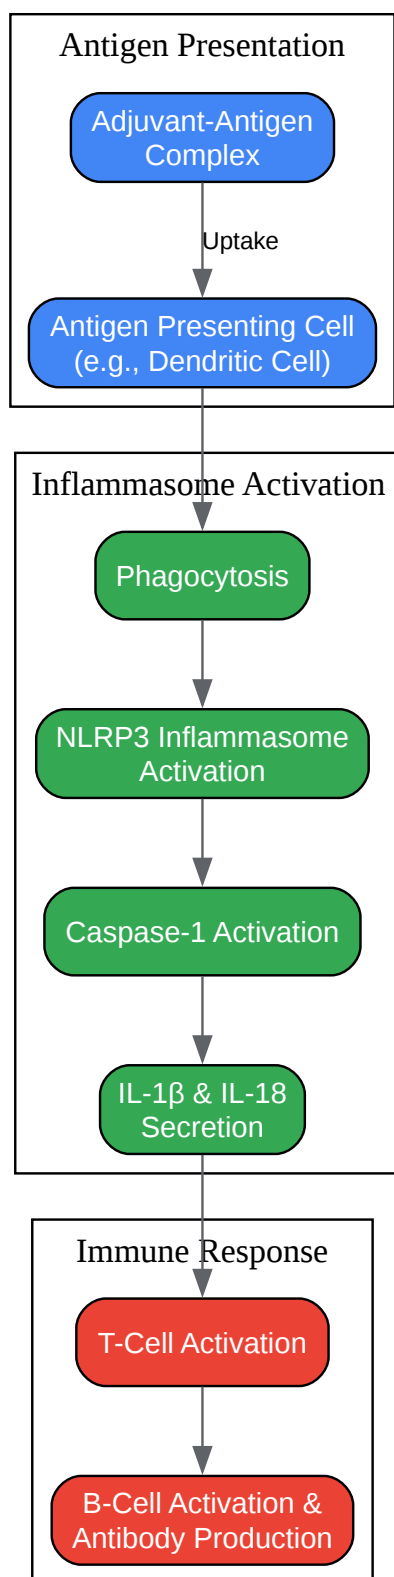 Antigen Presentation
Adjuvant-Antigen
Complex
Uptake
Antigen Presenting Cell
(e.g., Dendritic Cell)
Inflammasome Activation
Phagocytosis
NLRP3 Inflammasome
Activation
Caspase-1 Activation
IL-1β & IL-18
Secretion
Immune Response
T-Cell Activation
B-Cell Activation &
Antibody Production